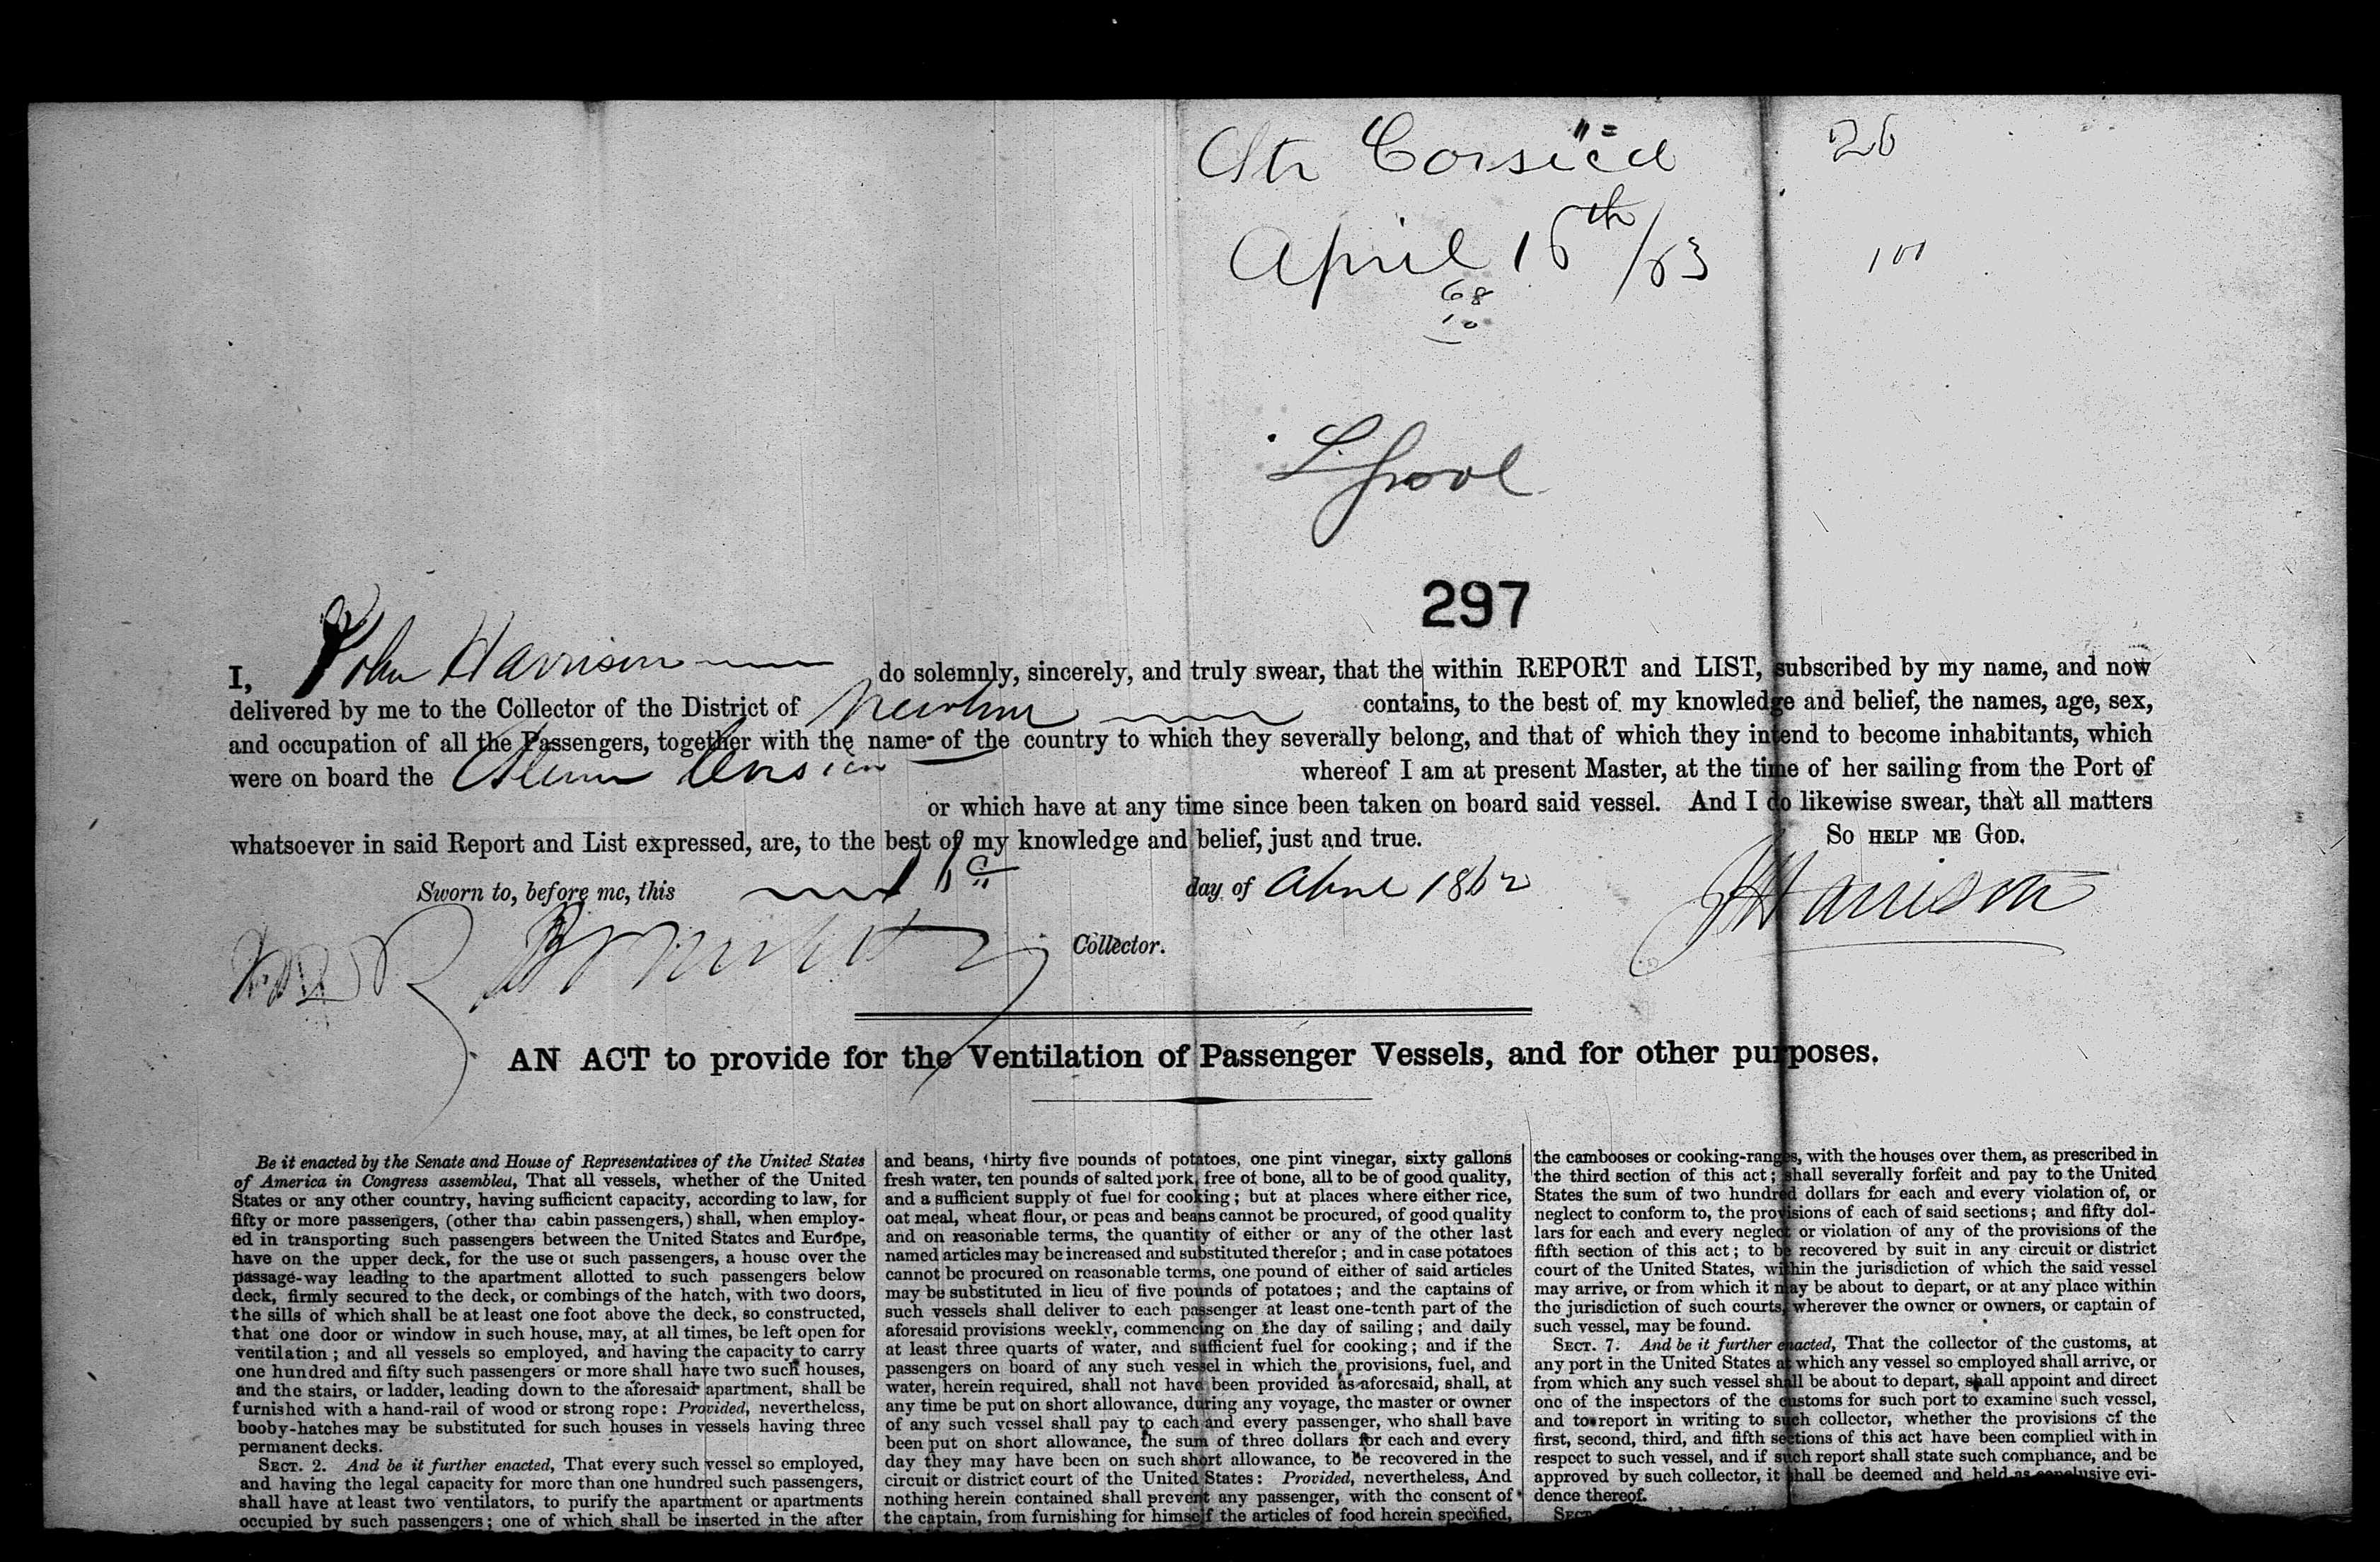 Str Corsica 26
April 16th/63 101
68
10
L.pool
297
I, John Harrison do solemnly, sincerely, and truly swear, that the within REPORT and LIST, subscribed by my name, and now
delivered by me to the Collector of the District of New York contains, to the best of my knowledge and belief, the names, age, sex,
and occupation of all the Passengers, together with the name of the country to which they severally belong, and that of which they intend to become inhabitants, which
were on board the Steamer Corsica whereof I am at present Master, at the time of her sailing from the Port of
or which have at any time since been taken on board said vessel. And I do likewise swear, that all matters
whatsoever in said Report and List expressed, are, to the best of my knowledge and belief, just and true. SO HELP ME GOD.
Sworn to, before me, this 16 day of April 1862 J Harrison
Collector.
AN ACT to provide for the Ventilation of Passenger Vessels, and for other purposes.
Be it enacted by the Senate and House of Representatives of the United States
of America in Congress assembled, That all vessels, whether of the United
States or any other country, having sufficient capacity, according to law, for
fifty or more passengers, (other than cabin passengers,) shall, when employ-
ed in transporting such passengers between the United States and Europe,
have on the upper deck, for the use of such passengers, a house over the
passage-way leading to the apartment allotted to such passengers below
deck, firmly secured to the deck, or combings of the hatch, with two doors,
the sills of which shall be at least one foot above the deck, so constructed,
that one door or window in such house, may, at all times, be left open for
ventilation; and all vessels so employed, and having the capacity to carry
one hundred and fifty such passengers or more shall have two such houses,
and the stairs, or ladder, leading down to the aforesaid apartment, shall be
furnished with a hand-rail of wood or strong rope: Provided, nevertheless,
booby-hatches may be substituted for such houses in vessels having three
permanent decks.
SECT. 2. And be it further enacted, That every such vessel so employed,
and having the legal capacity for more than one hundred such passengers,
shall have at least two ventilators, to purify the apartment or apartments
occupied by such passengers; one of which shall be inserted in the after
and beans, thirty five pounds of potatoes, one pint vinegar, sixty gallons
fresh water, ten pounds of salted pork, free of bone, all to be of good quality,
and a sufficient supply of fuel for cooking; but at places where either rice,
oat meal, wheat flour, or peas and beans cannot be procured, of good quality
and on reasonable terms, the quantity of either or any of the other last
named articles may be increased and substituted therefor; and in case potatoes
cannot be procured on reasonable terms, one pound of either of said articles
may be substituted in lieu of five pounds of potatoes; and the captains of
such vessels shall deliver to each passenger at least one-tenth part of the
aforesaid provisions weekly, commencing on the day of sailing; and daily
at least three quarts of water, and sufficient fuel for cooking; and if the
passengers on board of any such vessel in which the provisions, fuel, and
water, herein required, shall not have been provided as aforesaid, shall, at
any time be put on short allowance, during any voyage, the master or owner
of any such vessel shall pay to each and every passenger, who shall have
been put on short allowance, the sum of three dollars for each and every
day they may have been on such short allowance, to be recovered in the
circuit or district court of the United States: Provided, nevertheless, And
nothing herein contained shall prevent any passenger, with the consent of
the captain, from furnishing for himself the articles of food herein specified,
the cambooses or cooking-ranges, with the houses over them, as prescribed in
the third section of this act; shall severally forfeit and pay to the United
States the sum of two hundred dollars for each and every violation of, or
neglect to conform to, the provisions of each of said sections; and fifty dol-
lars for each and every neglect or violation of any of the provisions of the
fifth section of this act; to be recovered by suit in any circuit or district
court of the United States, within the jurisdiction of which the said vessel
may arrive, or from which it may be about to depart, or at any place within
the jurisdiction of such courts, wherever the owner or owners, or captain of
such vessel, may be found.
SECT. 7. And be it further enacted, That the collector of the customs, at
any port in the United States at which any vessel so employed shall arrive, or
from which any such vessel shall be about to depart, shall appoint and direct
one of the inspectors of the customs for such port to examine such vessel,
and to report in writing to such collector, whether the provisions of the
first, second, third, and fifth sections of this act have been complied with in
respect to such vessel, and if such report shall state such compliance, and be
approved by such collector, it shall be deemed and held as conclusive evi-
dence thereof.
SECT.